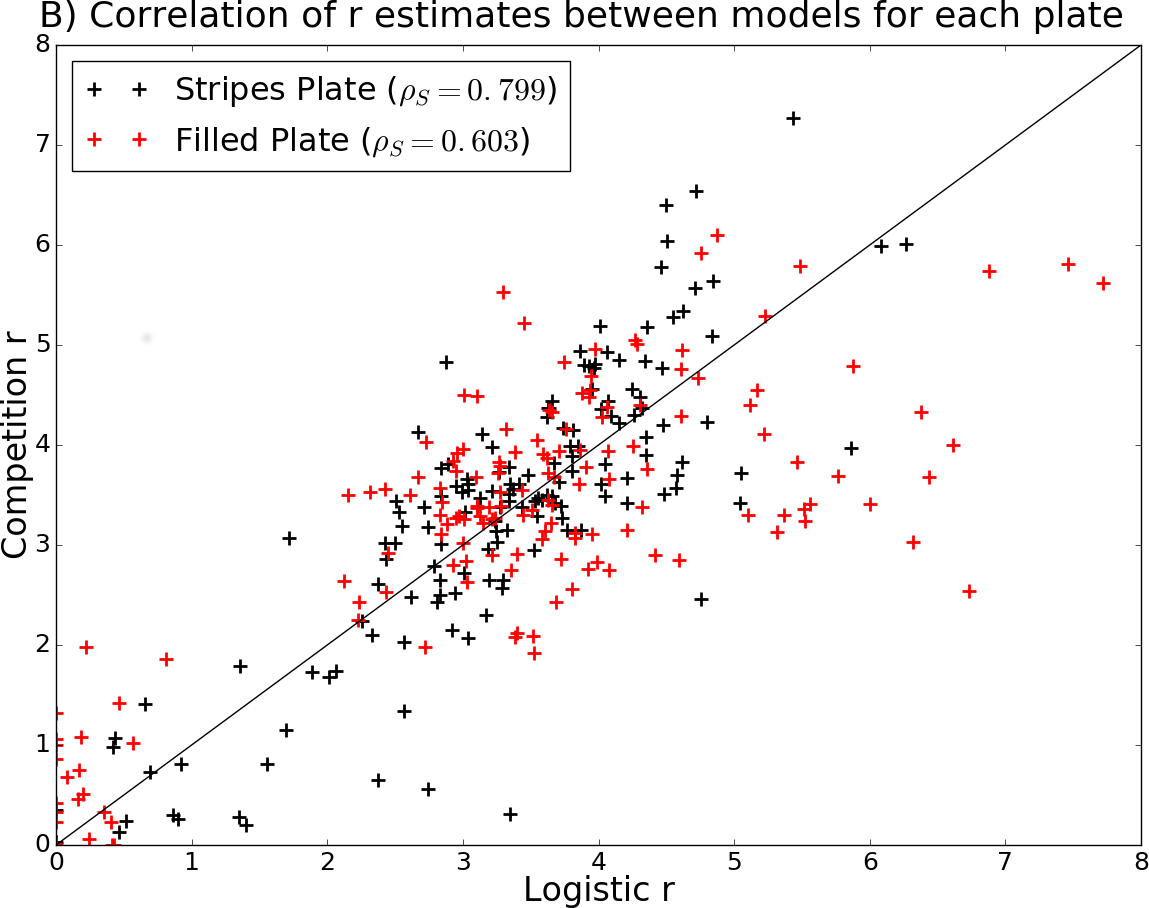 B) Correlation of r estimates between models for each plate
8
7
6
5
4
3
2
1
0
Competition r
Stripes Plate (ρS = 0.799)
Filled Plate (ρS = 0.603)
0 1 2 3 4 5 6 7 8
Logistic r